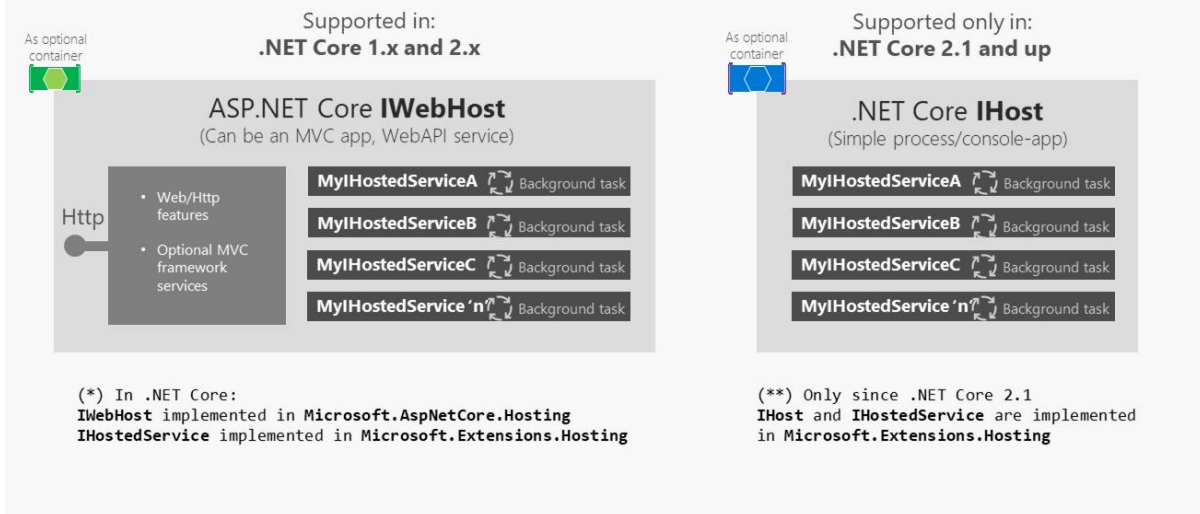 Supported in:
.NET Core 1.x and 2.x
As optional
container
ASP.NET Core IWebHost
(Can be an MVC app, WebAPI service)
Http
• Web/Http
features
• Optional MVC
framework
services
MyIHostedServiceA Background task
MyIHostedServiceB Background task
MyIHostedServiceC Background task
MyIHostedService 'n' Background task
(*) In .NET Core:
IWebHost implemented in Microsoft.AspNetCore.Hosting
IHostedService implemented in Microsoft.Extensions.Hosting
Supported only in:
.NET Core 2.1 and up
As optional
container
.NET Core IHost
(Simple process/console-app)
MyIHostedServiceA Background task
MyIHostedServiceB Background task
MyIHostedServiceC Background task
MyIHostedService 'n' Background task
(**) Only since .NET Core 2.1
IHost and IHostedService are implemented
in Microsoft.Extensions.Hosting